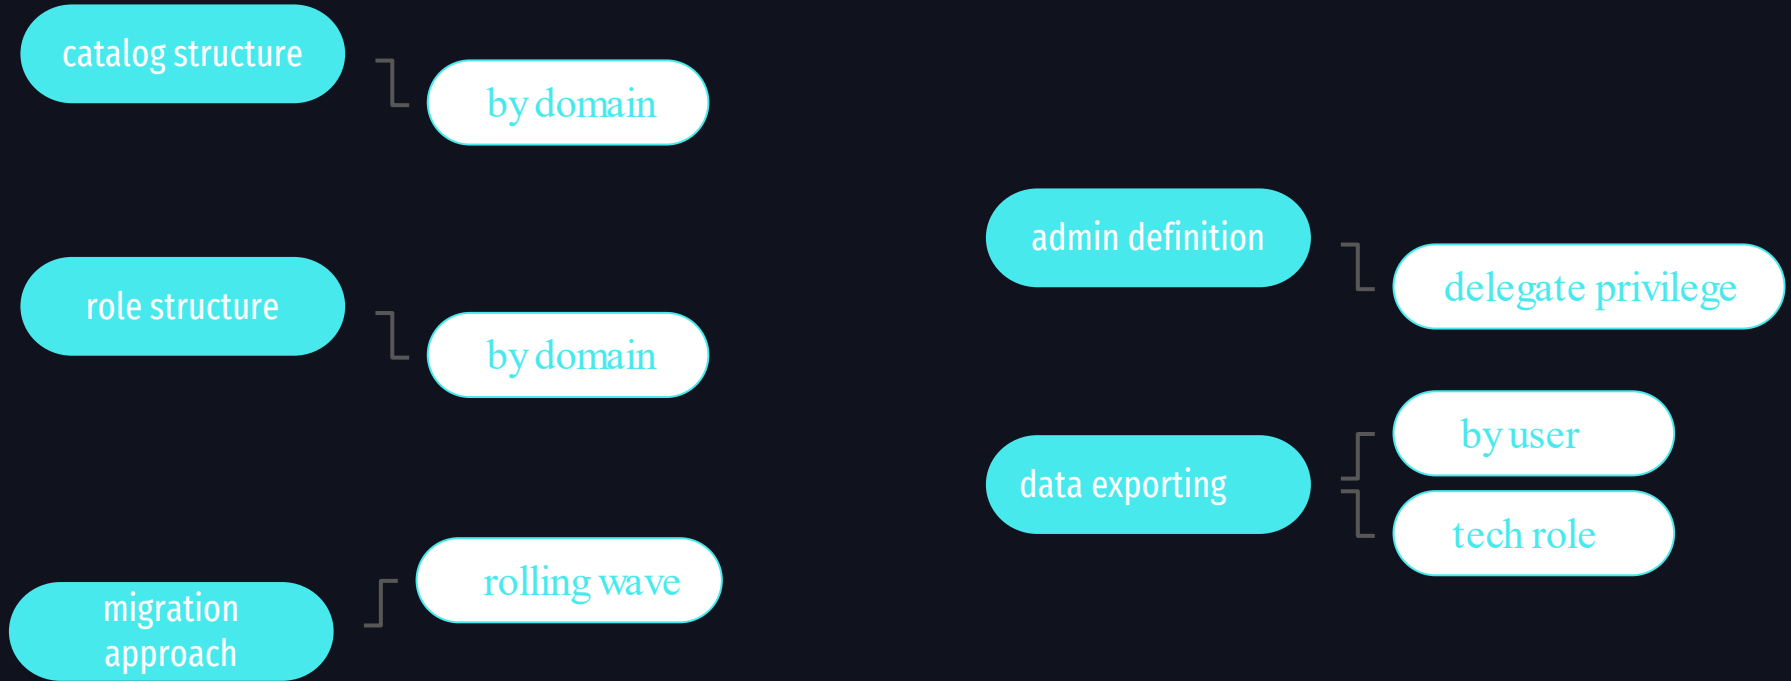 catalog structure
by domain
role structure
by domain
migration
approach
rolling wave
admin definition
delegate privilege
data exporting
by user
tech role